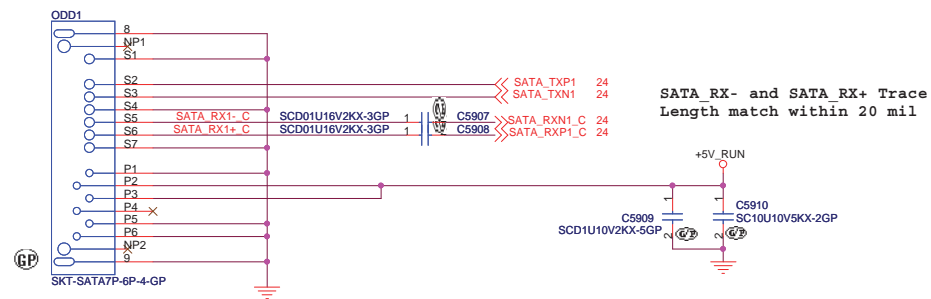 ODD1
8
NP1
S1
S2 SATA_TXP1 24
S3 SATA_TXN1 24
S4
S5 SATA_RX1-_C SCD01U16V2KX-3GP 1 C5907 SATA_RXN1_C 24
S6 SATA_RX1+_C SCD01U16V2KX-3GP 1 C5908 SATA_RXP1_C 24
S7
SATA_RX- and SATA_RX+ Trace
Length match within 20 mil
+5V_RUN
P1
P2
P3
P4
P5
P6
NP2
9
1 C5909
SCD1U10V2KX-5GP
2 G/P
1 C5910
SC10U10V5KX-2GP
2 G/P
GP
SKT-SATA7P-6P-4-GP